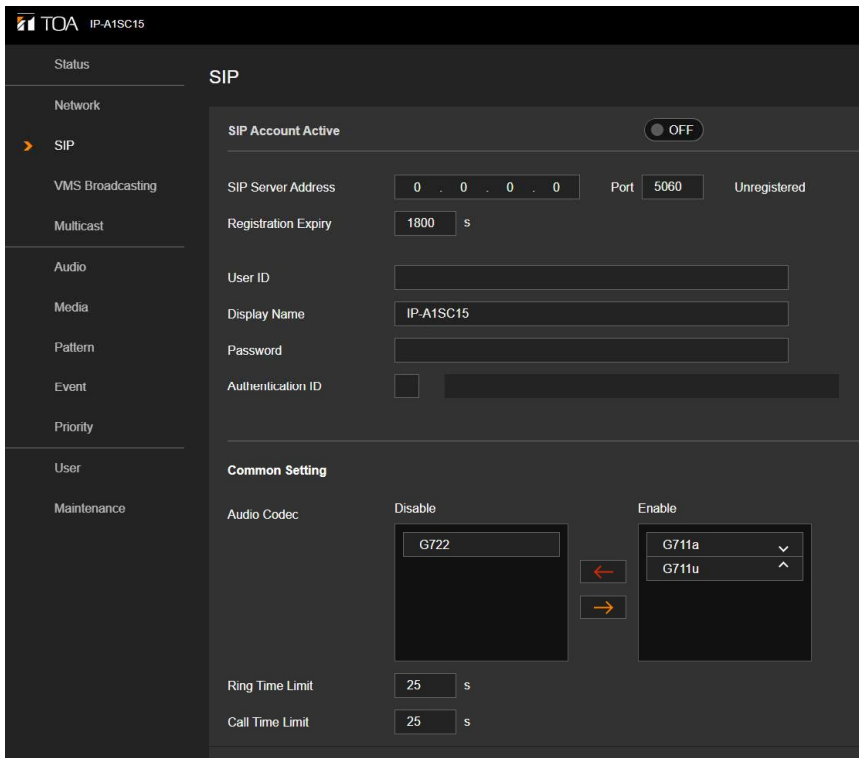 TOA IP-A1SC15
Status
Network
SIP
VMS Broadcasting
Multicast
Audio
Media
Pattern
Event
Priority
User
Maintenance
SIP
SIP Account Active OFF
SIP Server Address 0 . 0 . 0 . 0 Port 5060 Unregistered
Registration Expiry 1800 s
User ID
Display Name IP-A1SC15
Password
Authentication ID
Common Setting
Audio Codec Disable Enable
G722 G711a
G711u
Ring Time Limit 25 s
Call Time Limit 25 s